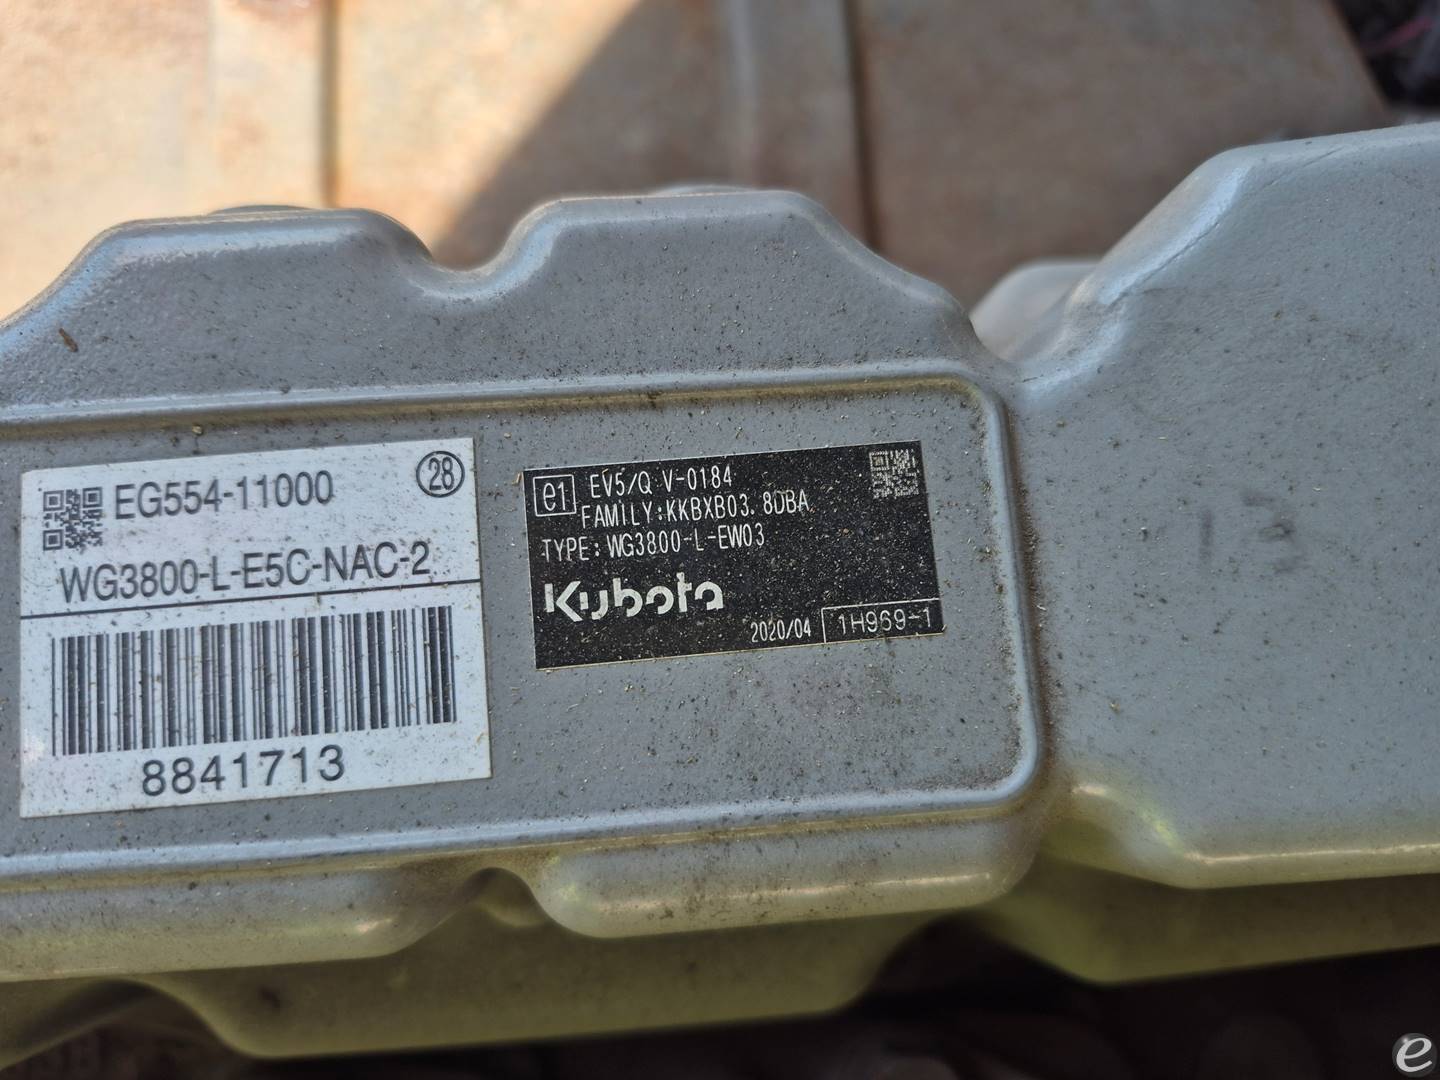 EG554-11000
28
WG3800-L-E5C-NAC-2
8841713
e1
EV5/Q V-0184
FAMILY:KKBXB03.8DBA
TYPE:WG3800-L-EW03
Kubota
2020/04
1H969-1
13
e